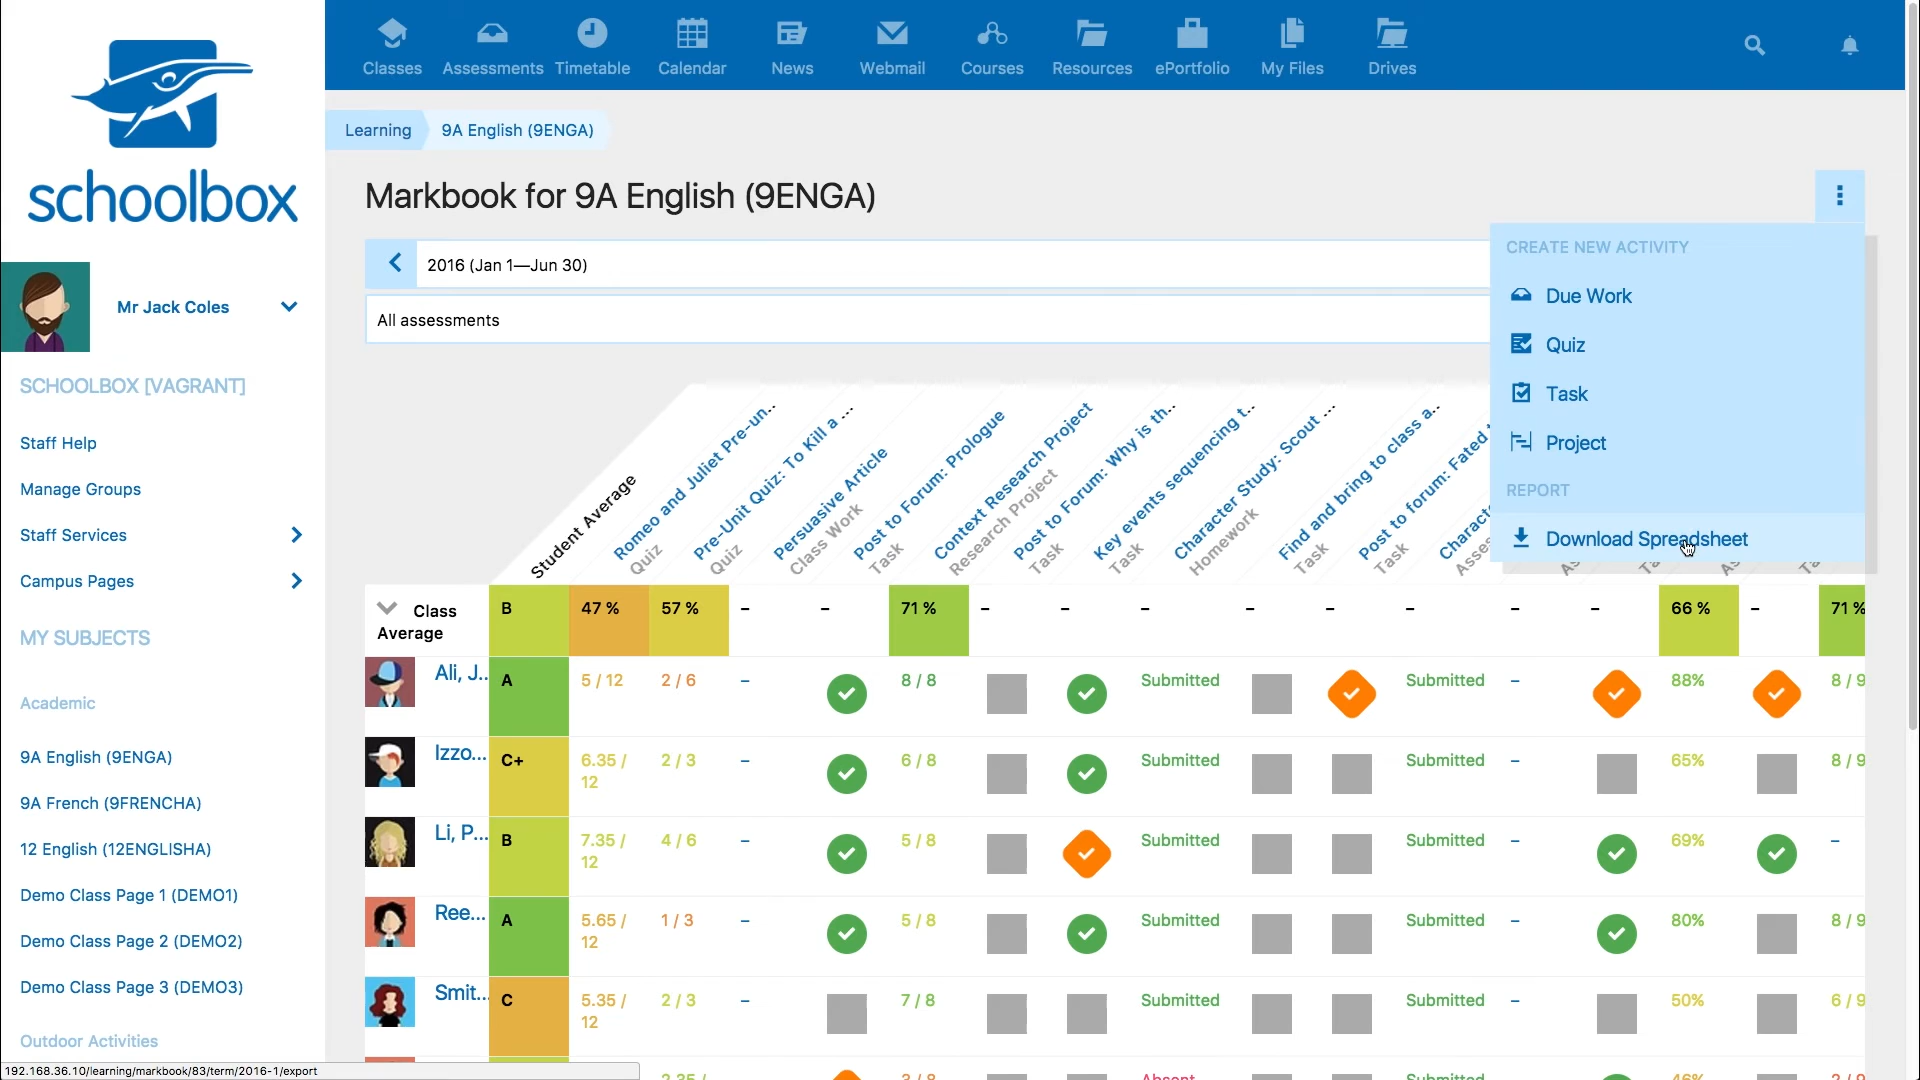 schoolbox
Classes
Assessments
Timetable
Calendar
News
Webmail
Courses
Resources
ePortfolio
My Files
Drives
Mr Jack Coles
SCHOOLBOX [VAGRANT]
Staff Help
Manage Groups
Staff Services
Campus Pages
MY SUBJECTS
Academic
9A English (9ENGA)
9A French (9FRENCHA)
12 English (12ENGLISHA)
Demo Class Page 1 (DEMO1)
Demo Class Page 2 (DEMO2)
Demo Class Page 3 (DEMO3)
Outdoor Activities
192.168.36.10/learning/markbook/83/term/2016-1/export
Learning
9A English (9ENGA)
Markbook for 9A English (9ENGA)
2016 (Jan 1—Jun 30)
All assessments
CREATE NEW ACTIVITY
Due Work
Quiz
Task
Project
REPORT
Download Spreadsheet
Student Average
Romeo and Juliet Pre-un...
Quiz
Pre-Unit Quiz: To Kill a ...
Quiz
Persuasive Article
Class Work
Post to Forum: Prologue
Task
Context Research Project
Research Project
Post to Forum: Why is th...
Task
Key events sequencing t...
Task
Character Study: Scout ...
Homework
Find and bring to class a...
Task
Post to forum: Fated
Task
Class Average B 47 % 57 % – – 71 % – – – – – – – – 66 % – 71 %
Ali, J... A 5 / 12 2 / 6 – 8 / 8 Submitted Submitted – 88% 8 / 9
Izzo... C+ 6.35 / 12 2 / 3 – 6 / 8 Submitted Submitted – 65% 8 / 9
Li, P... B 7.35 / 12 4 / 6 – 5 / 8 Submitted Submitted – 69% –
Ree... A 5.65 / 12 1 / 3 – 5 / 8 Submitted Submitted – 80% 8 / 9
Smit... C 5.35 / 12 2 / 3 – 7 / 8 Submitted Submitted – 50% 6 / 9